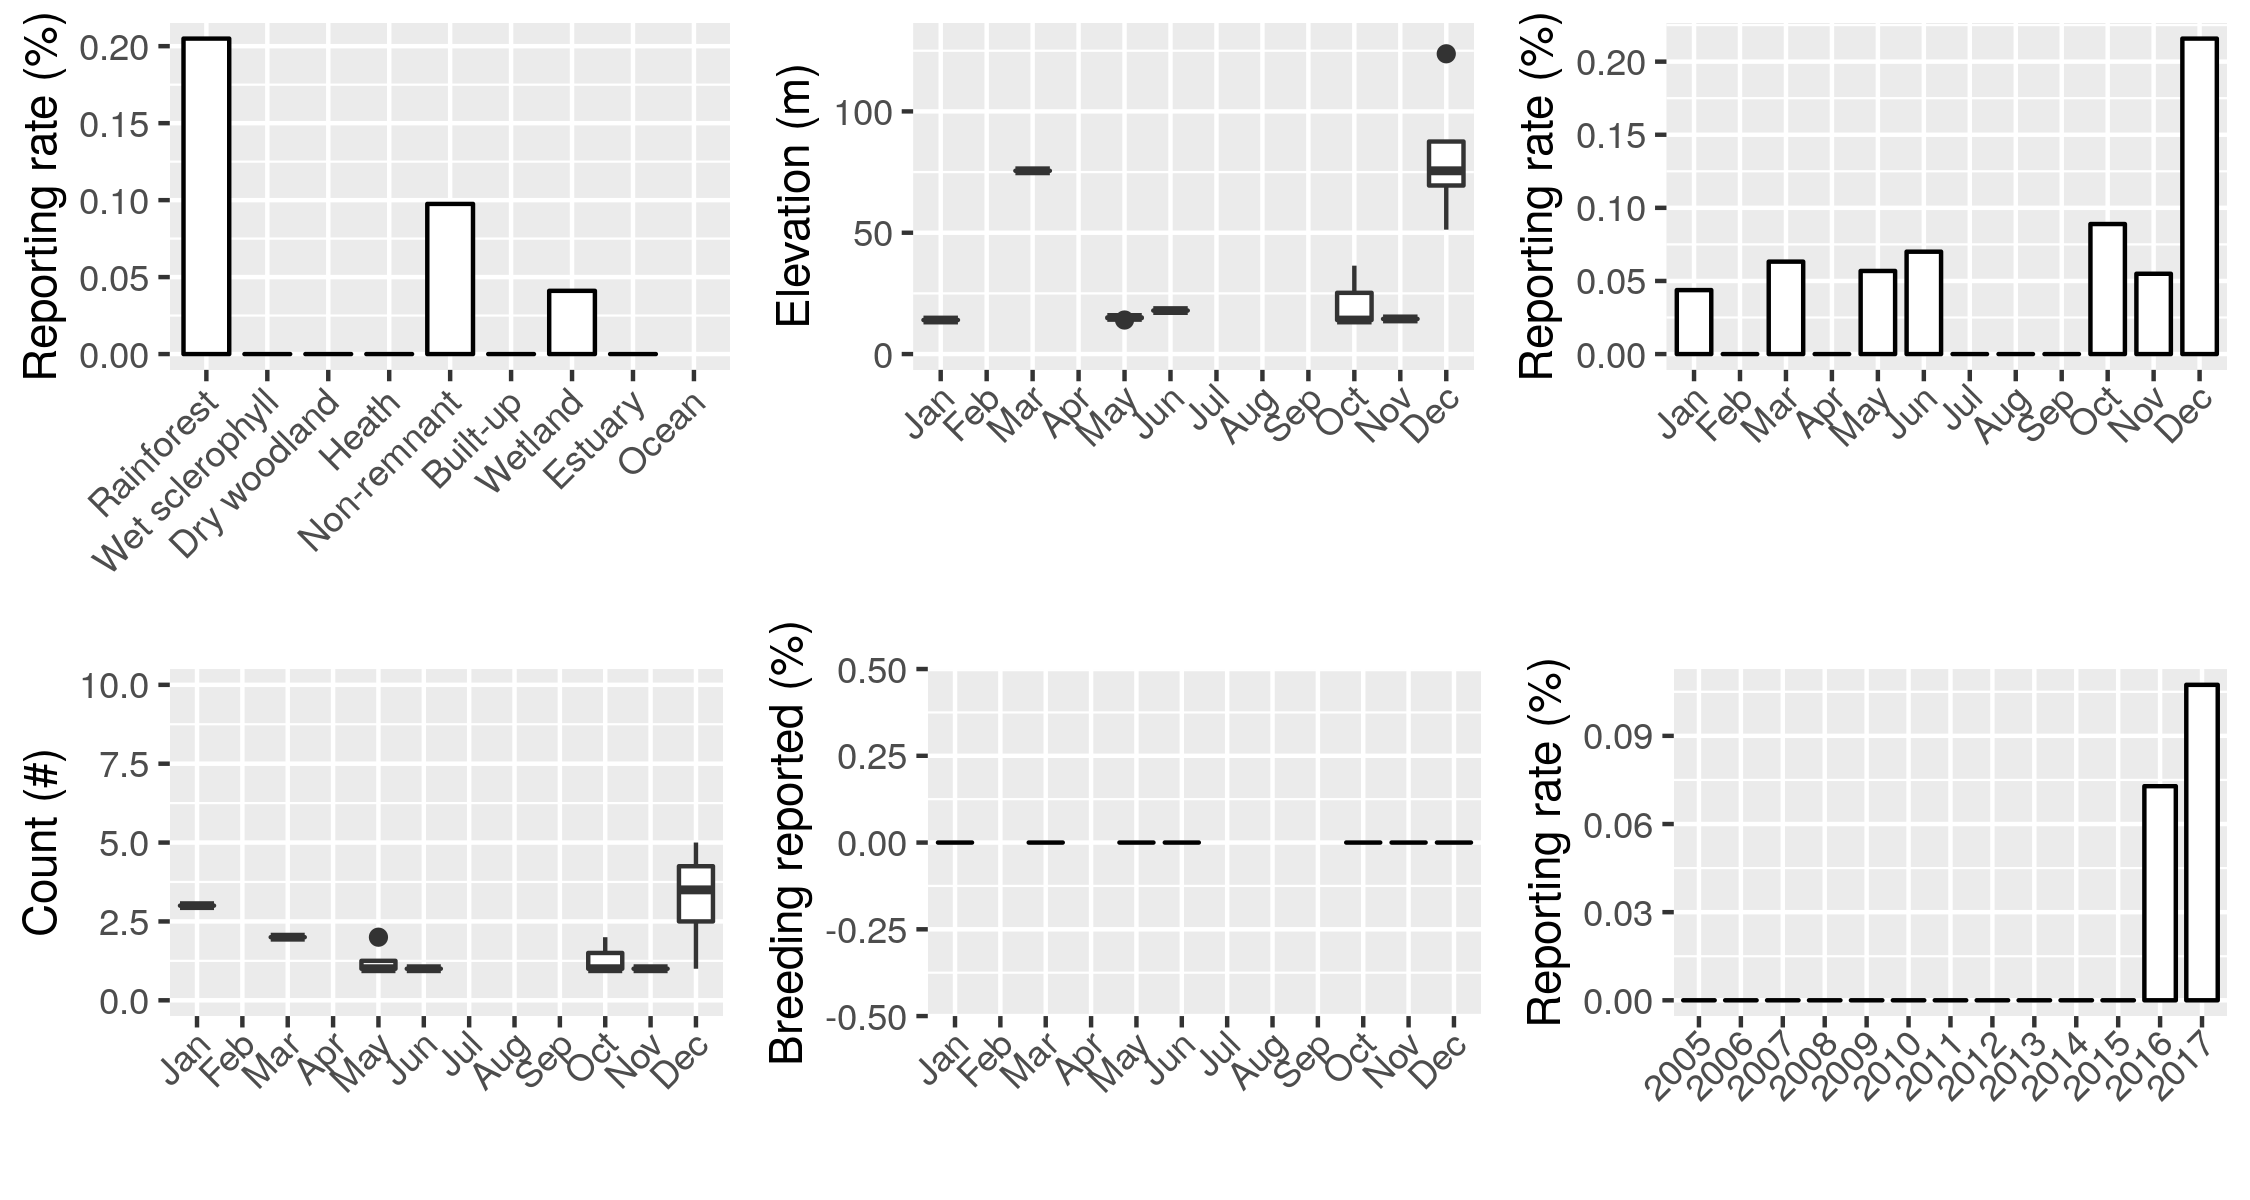 Reporting rate (%)
0.20
0.15
0.10
0.05
0.00
Rainforest
Wet sclerophyll
Dry woodland
Heath
Non-remnant
Built-up
Wetland
Estuary
Ocean
Elevation (m)
100
50
0
Jan
Feb
Mar
Apr
May
Jun
Jul
Aug
Sep
Oct
Nov
Dec
Reporting rate (%)
0.20
0.15
0.10
0.05
0.00
Jan
Feb
Mar
Apr
May
Jun
Jul
Aug
Sep
Oct
Nov
Dec
Count (#)
10.0
7.5
5.0
2.5
0.0
Jan
Feb
Mar
Apr
May
Jun
Jul
Aug
Sep
Oct
Nov
Dec
Breeding reported (%)
0.50
0.25
0.00
-0.25
-0.50
Jan
Feb
Mar
Apr
May
Jun
Jul
Aug
Sep
Oct
Nov
Dec
Reporting rate (%)
0.09
0.06
0.03
0.00
2005
2006
2007
2008
2009
2010
2011
2012
2013
2014
2015
2016
2017